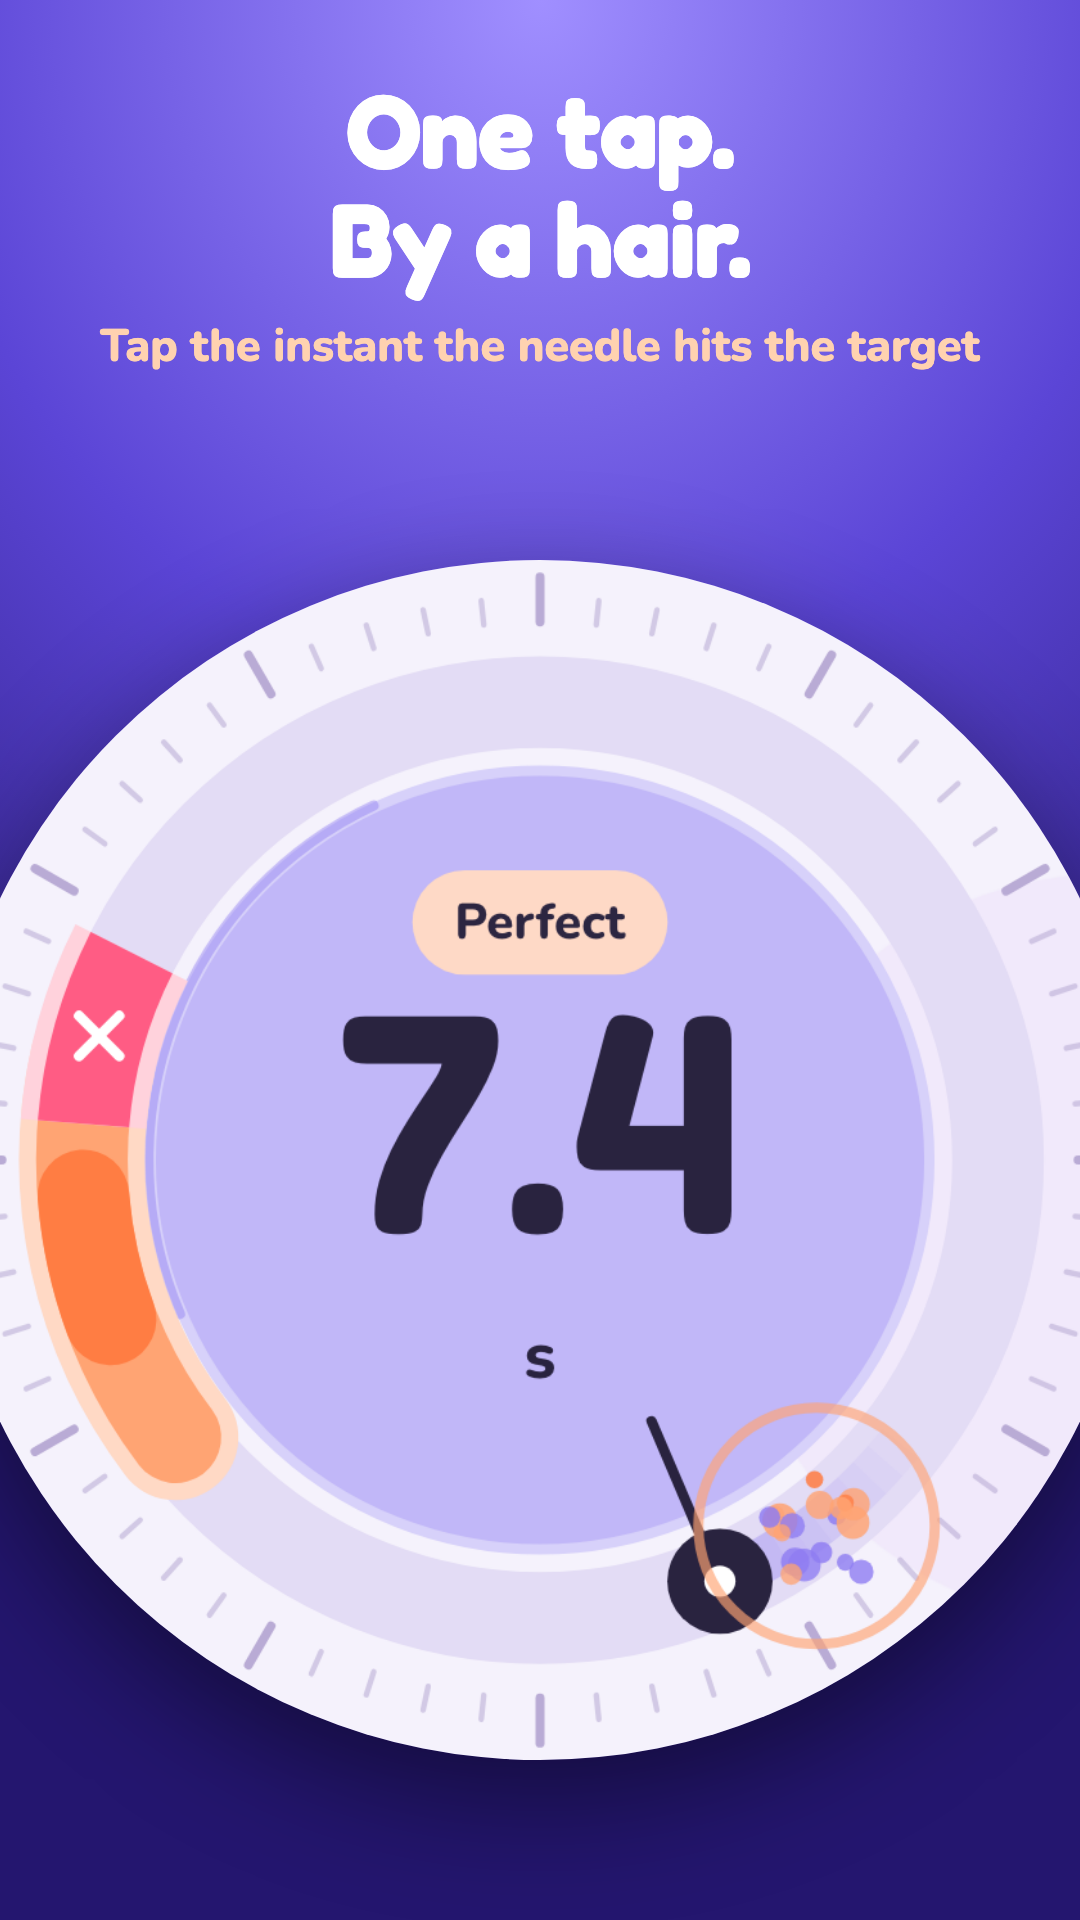 One tap.
By a hair.
Tap the instant the needle hits the target
Perfect
7.4
s